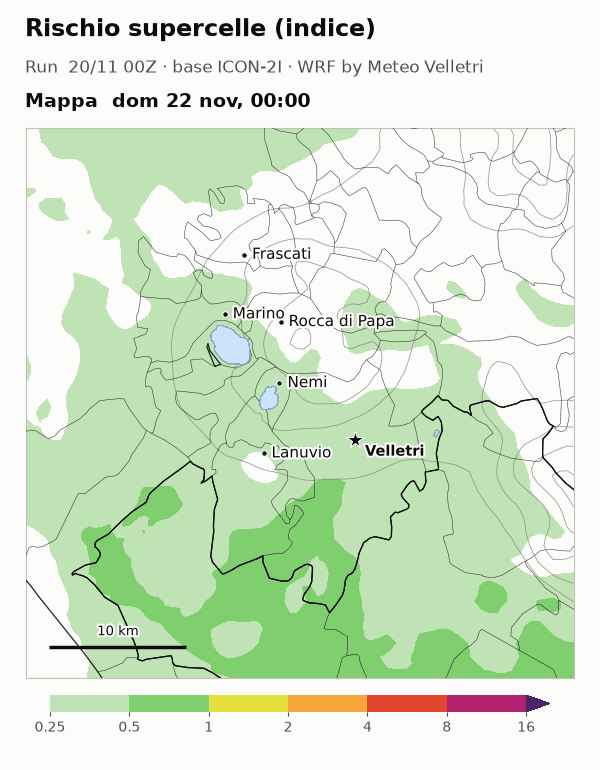 Rischio supercelle (indice)
Run  20/11 00Z · base ICON-2I · WRF by Meteo Velletri
Mappa  dom 22 nov, 00:00
Frascati
Marino
Rocca di Papa
Nemi
Velletri
Lanuvio
10 km
0.25 0.5 1 2 4 8 16